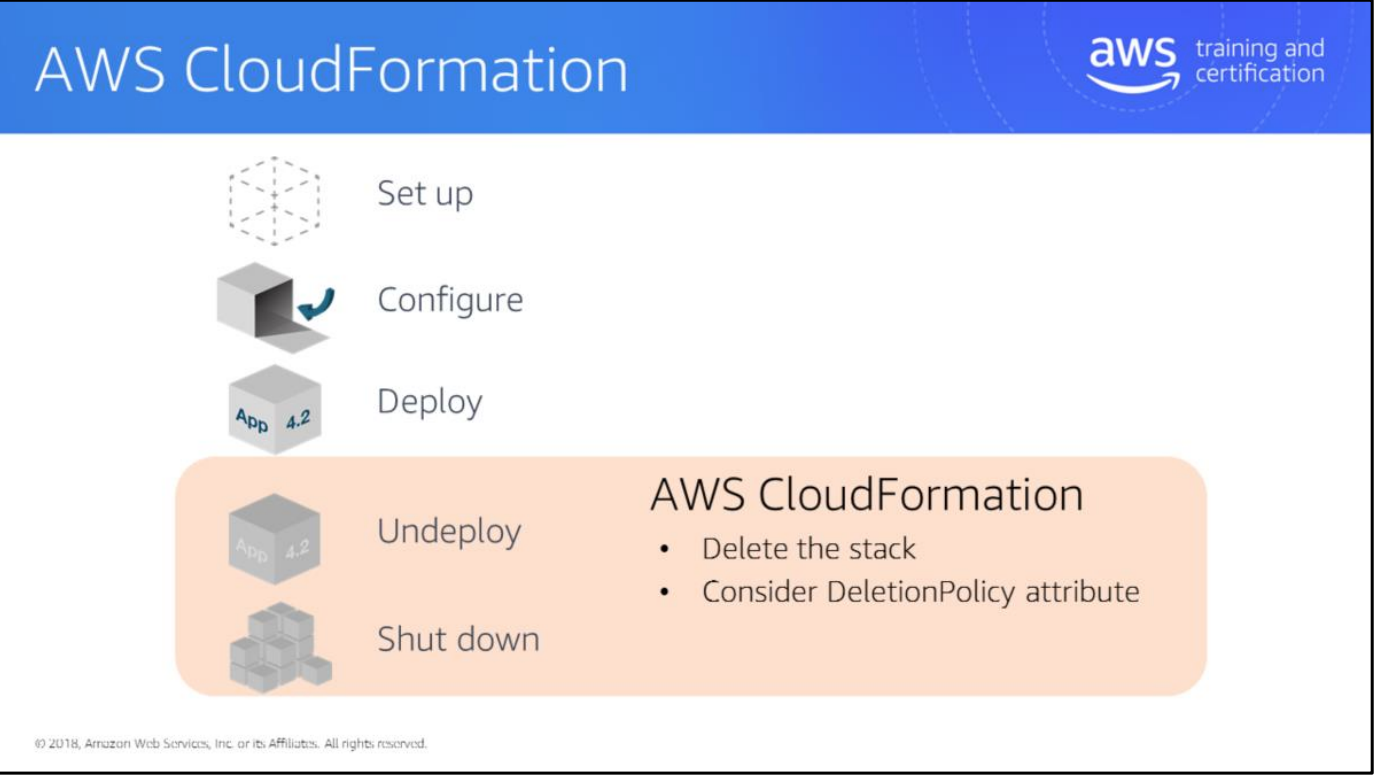 AWS CloudFormation
aws training and
certification
Set up
Configure
App 4.2
Deploy
App 4.2
Undeploy
AWS CloudFormation
• Delete the stack
• Consider DeletionPolicy attribute
Shut down
© 2018, Amazon Web Services, Inc. or its Affiliates. All rights reserved.